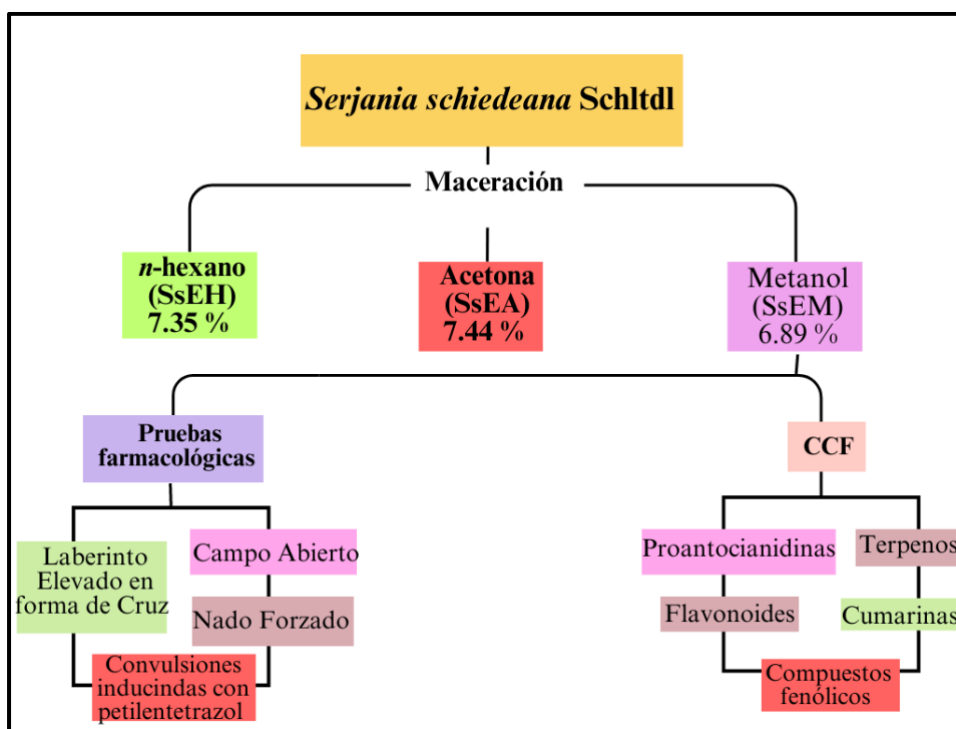 Serjania schiedeana Schltdl
Maceración
n-hexano
(SsEH)
7.35 %
Acetona
(SsEA)
7.44 %
Metanol
(SsEM)
6.89 %
Pruebas
farmacológicas
CCF
Laberinto
Elevado en
forma de Cruz
Campo Abierto
Nado Forzado
Convulsiones
inducindas con
petilentetrazol
Proantocianidinas
Terpenos
Flavonoides
Cumarinas
Compuestos
fenólicos